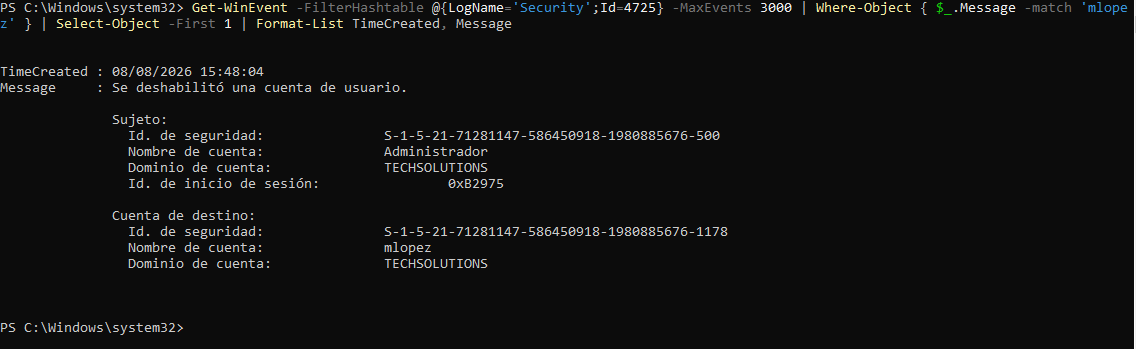 PS C:\Windows\system32> Get-WinEvent -FilterHashtable @{LogName='Security';Id=4725} -MaxEvents 3000 | Where-Object { $_.Message -match 'mlope
z' } | Select-Object -First 1 | Format-List TimeCreated, Message
TimeCreated : 08/08/2026 15:48:04
Message     : Se deshabilitó una cuenta de usuario.
Sujeto:
Id. de seguridad: S-1-5-21-71281147-586450918-1980885676-500
Nombre de cuenta: Administrador
Dominio de cuenta: TECHSOLUTIONS
Id. de inicio de sesión: 0xB2975
Cuenta de destino:
Id. de seguridad: S-1-5-21-71281147-586450918-1980885676-1178
Nombre de cuenta: mlopez
Dominio de cuenta: TECHSOLUTIONS
PS C:\Windows\system32>